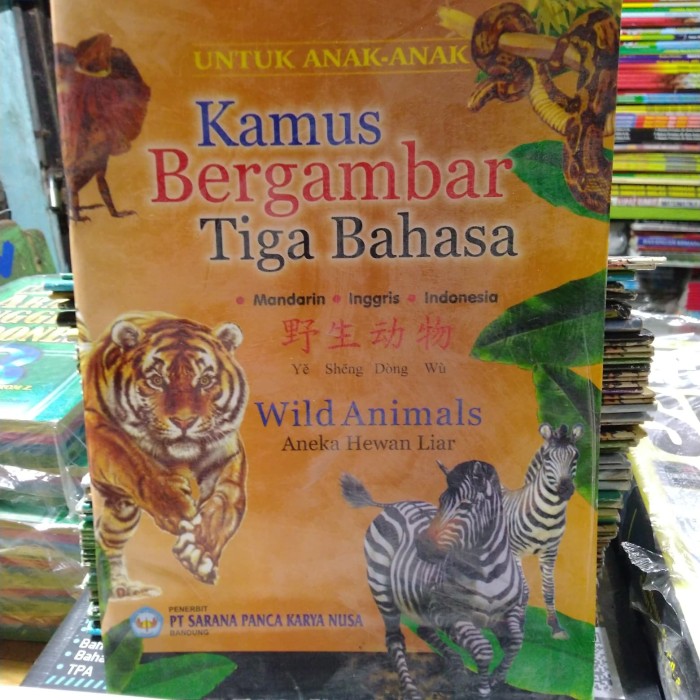 UNTUK ANAK-ANAK
Kamus
Bergambar
Tiga Bahasa
• Mandarin • Inggris • Indonesia
野生动物
Yě Shēng Dòng Wù
Wild Animals
Aneka Hewan Liar
PENERBIT
PT SARANA PANCA KARYA NUSA
BANDUNG
TPA